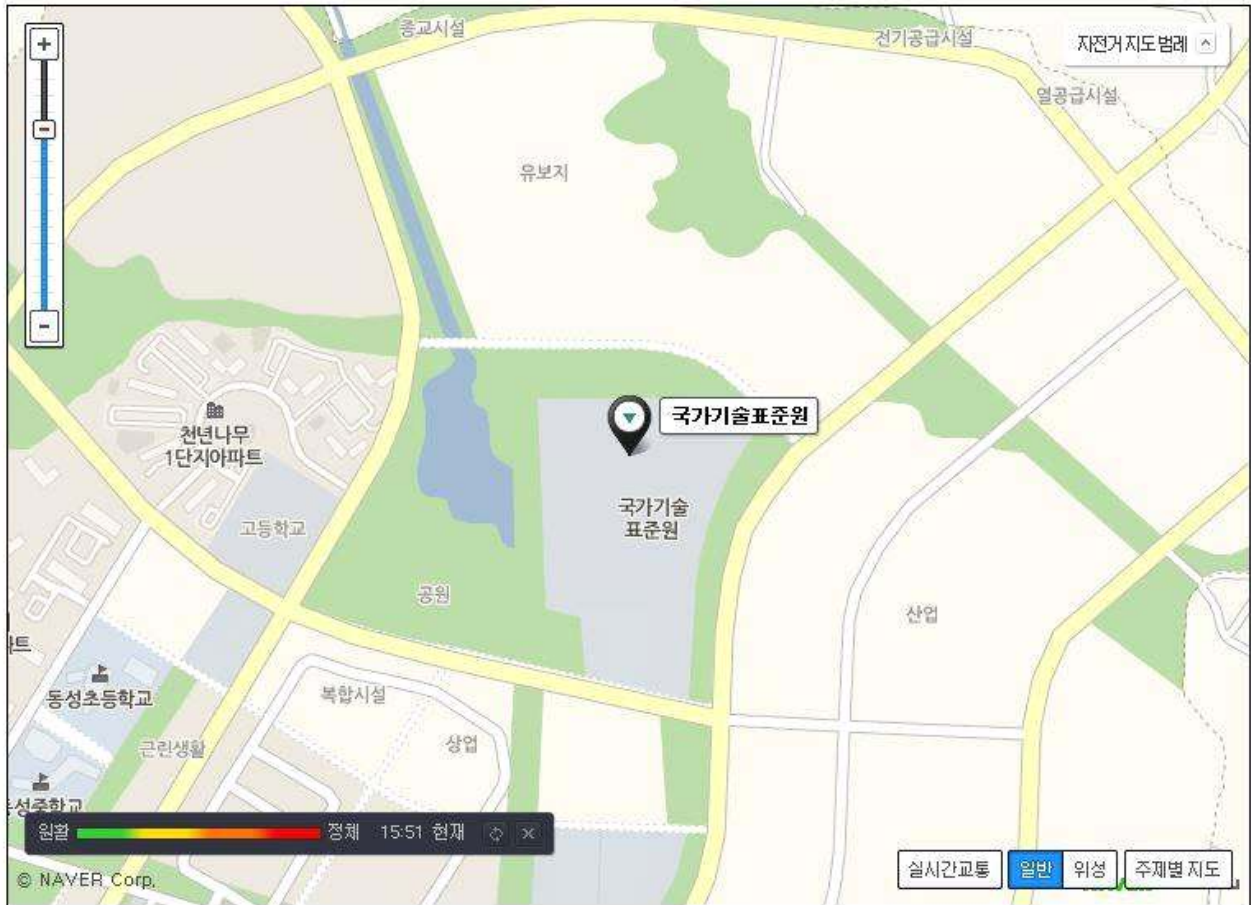 종교시설
전기공급시설
자전거 지도 범례
열공급시설
유보지
국가기술표준원
천년나무
1단지아파트
국가기술
표준원
고등학교
공원
산업
동성초등학교
복합시설
상업
근린생활
원활
정체
15:51 현재
© NAVER Corp.
실시간교통
일반
위성
주제별 지도